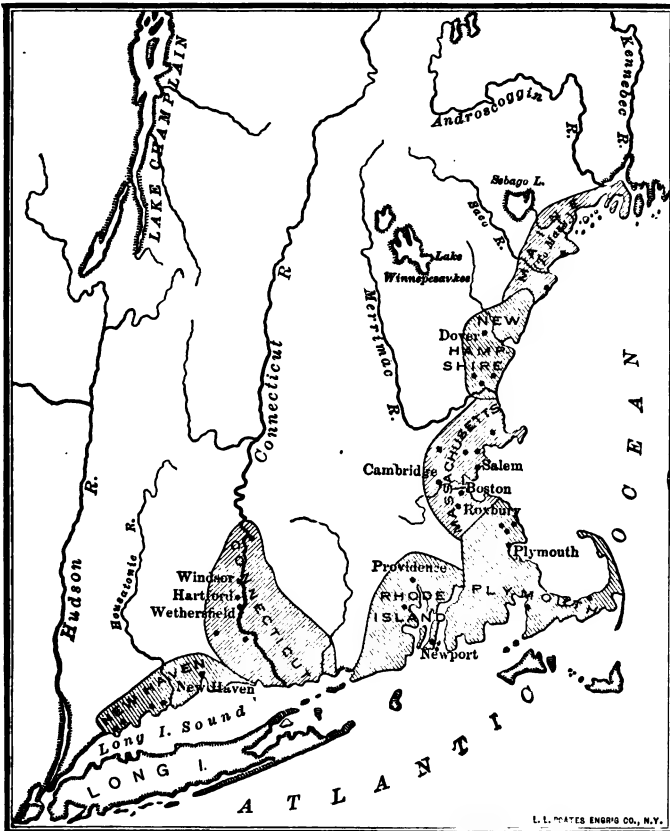 LAKE CHAMPLAIN
Kennebec R.
Androscoggin
R.
Sebago L.
Saco R.
MAINE
Lake
Winnepesaukee
Merrimac R.
Connecticut R
NEW
HAMP
SHIRE
Dover
MASSACHUSETTS
Cambridge
Salem
Boston
Roxbury
Plymouth
PLYMOUTH
Providense
RHODE
ISLAND
Newport
CONNECTICUT
Windsor
Hartford
Wethersfield
Housatonic R.
Hudson R.
NEW HAVEN
New Haven
Long I. Sound
LONG I.
ATLANTIC
OCEAN
ENGR'G CO., N.Y.